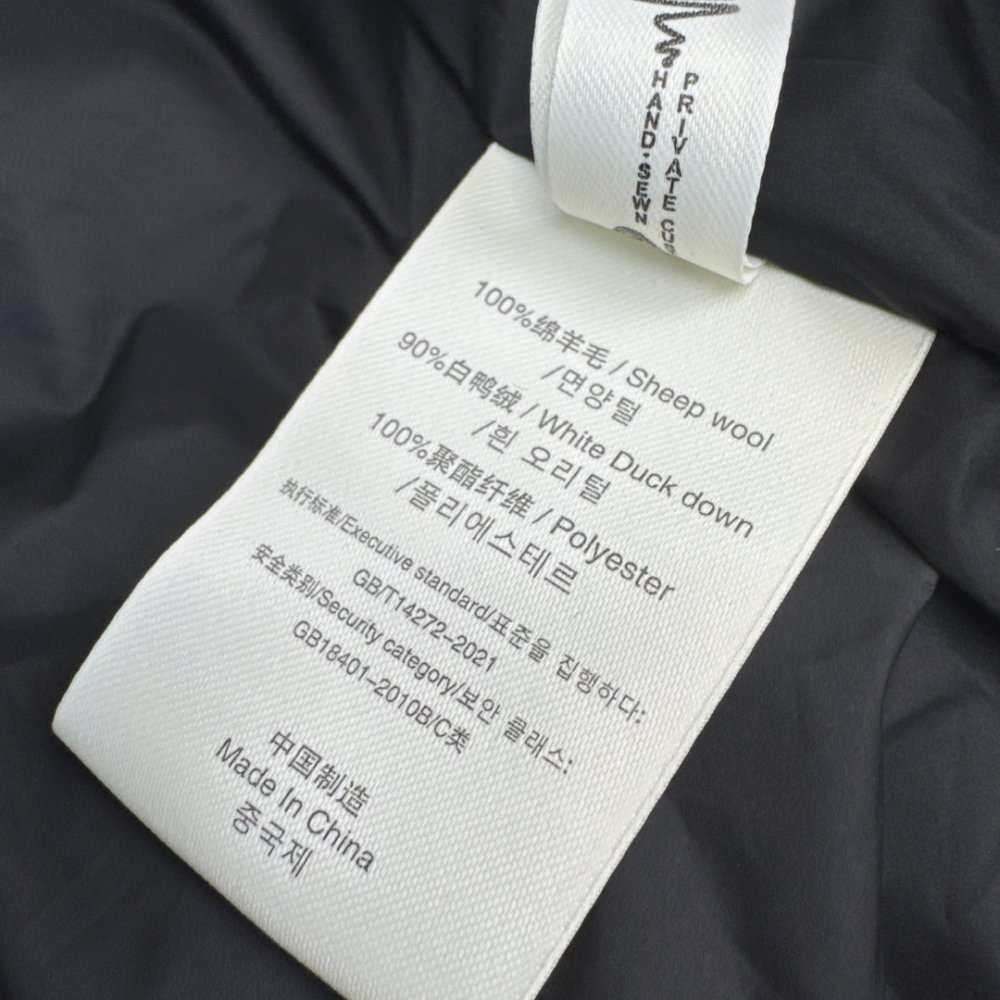 PRIVATE
HAND·SEWN
100%绵羊毛/Sheep wool
/면양털
90%白鸭绒/White Duck down
/흰 오리털
100%聚酯纤维/Polyester
/폴리에스테르
执行标准/Executive standard/표준을 집행하다:
GB/T14272-2021
安全类别/Security category/보안 클래스:
GB18401-2010B/C类
中国制造
Made In China
중국제